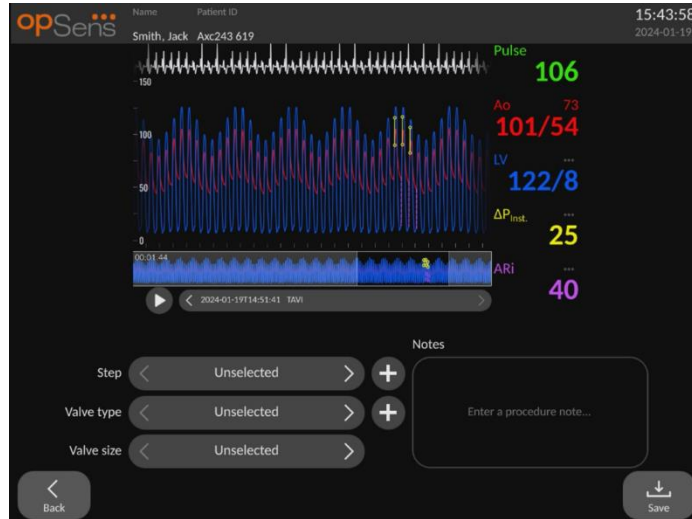 opSens
Name Patient ID
Smith, Jack Axc243 619
15:43:58
2024-01-19
Pulse
106
150
100
50
0
Ao 73
101/54
LV ---
122/8
ΔPInst. ---
25
ARi ---
40
00:01:44
2024-01-19T14:51:41 TAVI
Notes
Step Unselected
Valve type Unselected
Enter a procedure note...
Valve size Unselected
Back
Save